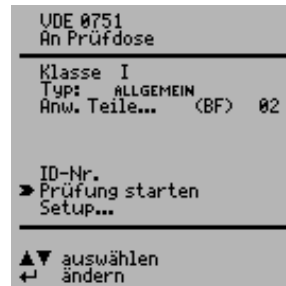 VDE 0751
An Prüfdose
Klasse I
Typ: ALLGEMEIN
Anw. Teile... (BF) 02
ID-Nr.
Prüfung starten
Setup...
auswählen
ändern